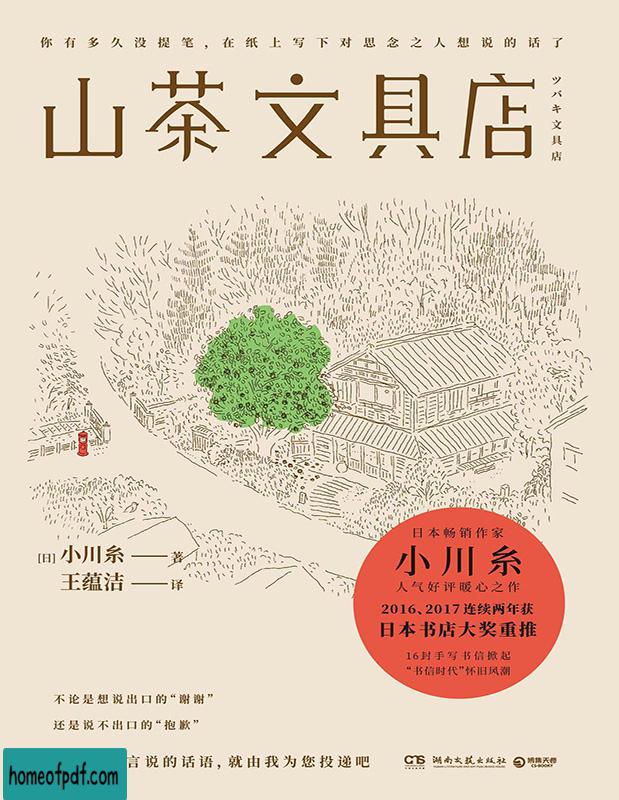 你有多久没提笔,在纸上写下对思念之人想说的话了
山茶文具店
ツバキ文具店
[日] 小川糸 —— 著
王蕴洁 —— 译
日本畅销作家
小川糸
人气好评暖心之作
2016、2017 连续两年获
日本书店大奖重推
16封手写书信掀起
“书信时代”怀旧风潮
不论是想说出口的“谢谢”
还是说不出口的“抱歉”
言说的话语,就由我为您投递吧
湖南文艺出版社
博集天卷
CS-BOOKY
homeofpdf.com